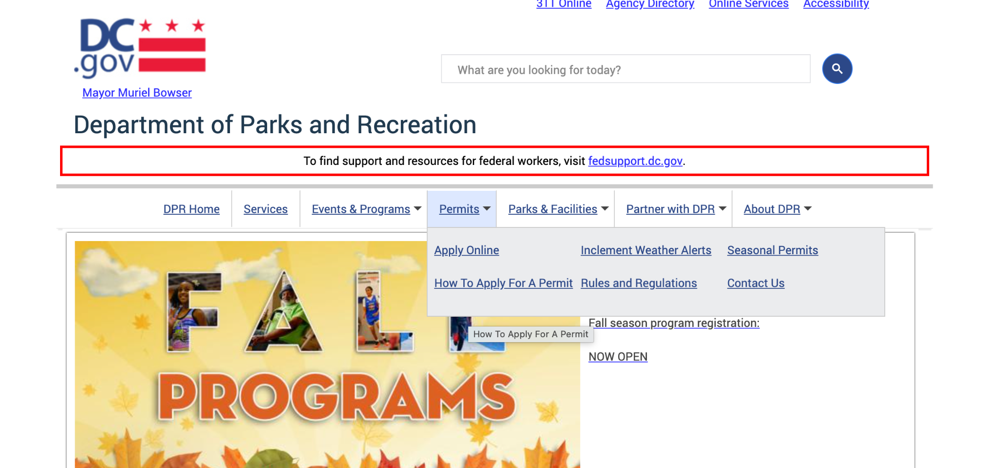 311 Online Agency Directory Online Services Accessibility
DC
.gov
What are you looking for today?
Mayor Muriel Bowser
Department of Parks and Recreation
To find support and resources for federal workers, visit fedsupport.dc.gov.
DPR Home Services Events & Programs Permits Parks & Facilities Partner with DPR About DPR
Apply Online Inclement Weather Alerts Seasonal Permits
How To Apply For A Permit Rules and Regulations Contact Us
FALL
PROGRAMS
Fall season program registration:
How To Apply For A Permit
NOW OPEN